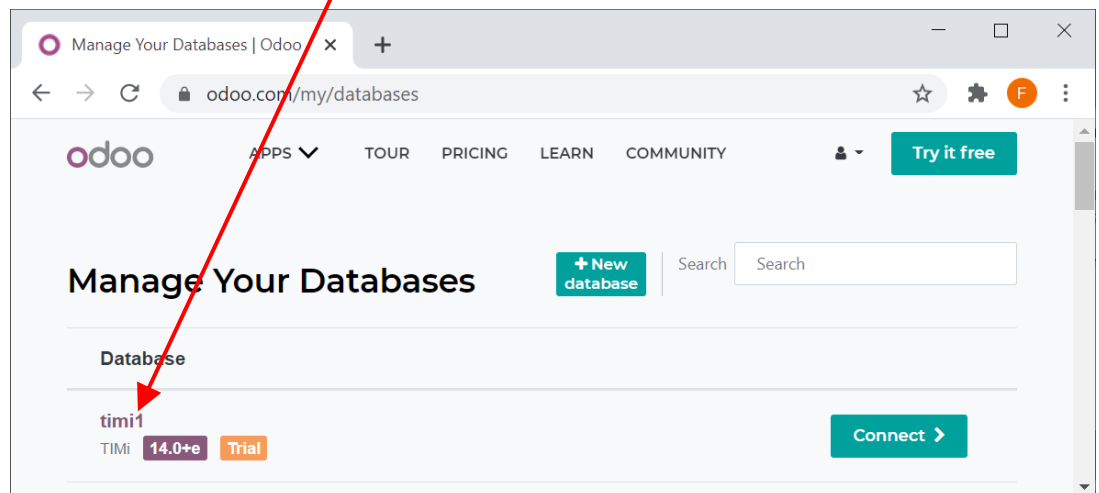 Manage Your Databases | Odoo
odoo.com/my/databases
F
odoo APPS TOUR PRICING LEARN COMMUNITY Try it free
Manage Your Databases
+ New
database
Search Search
Database
timi1
TIMi 14.0+e Trial
Connect